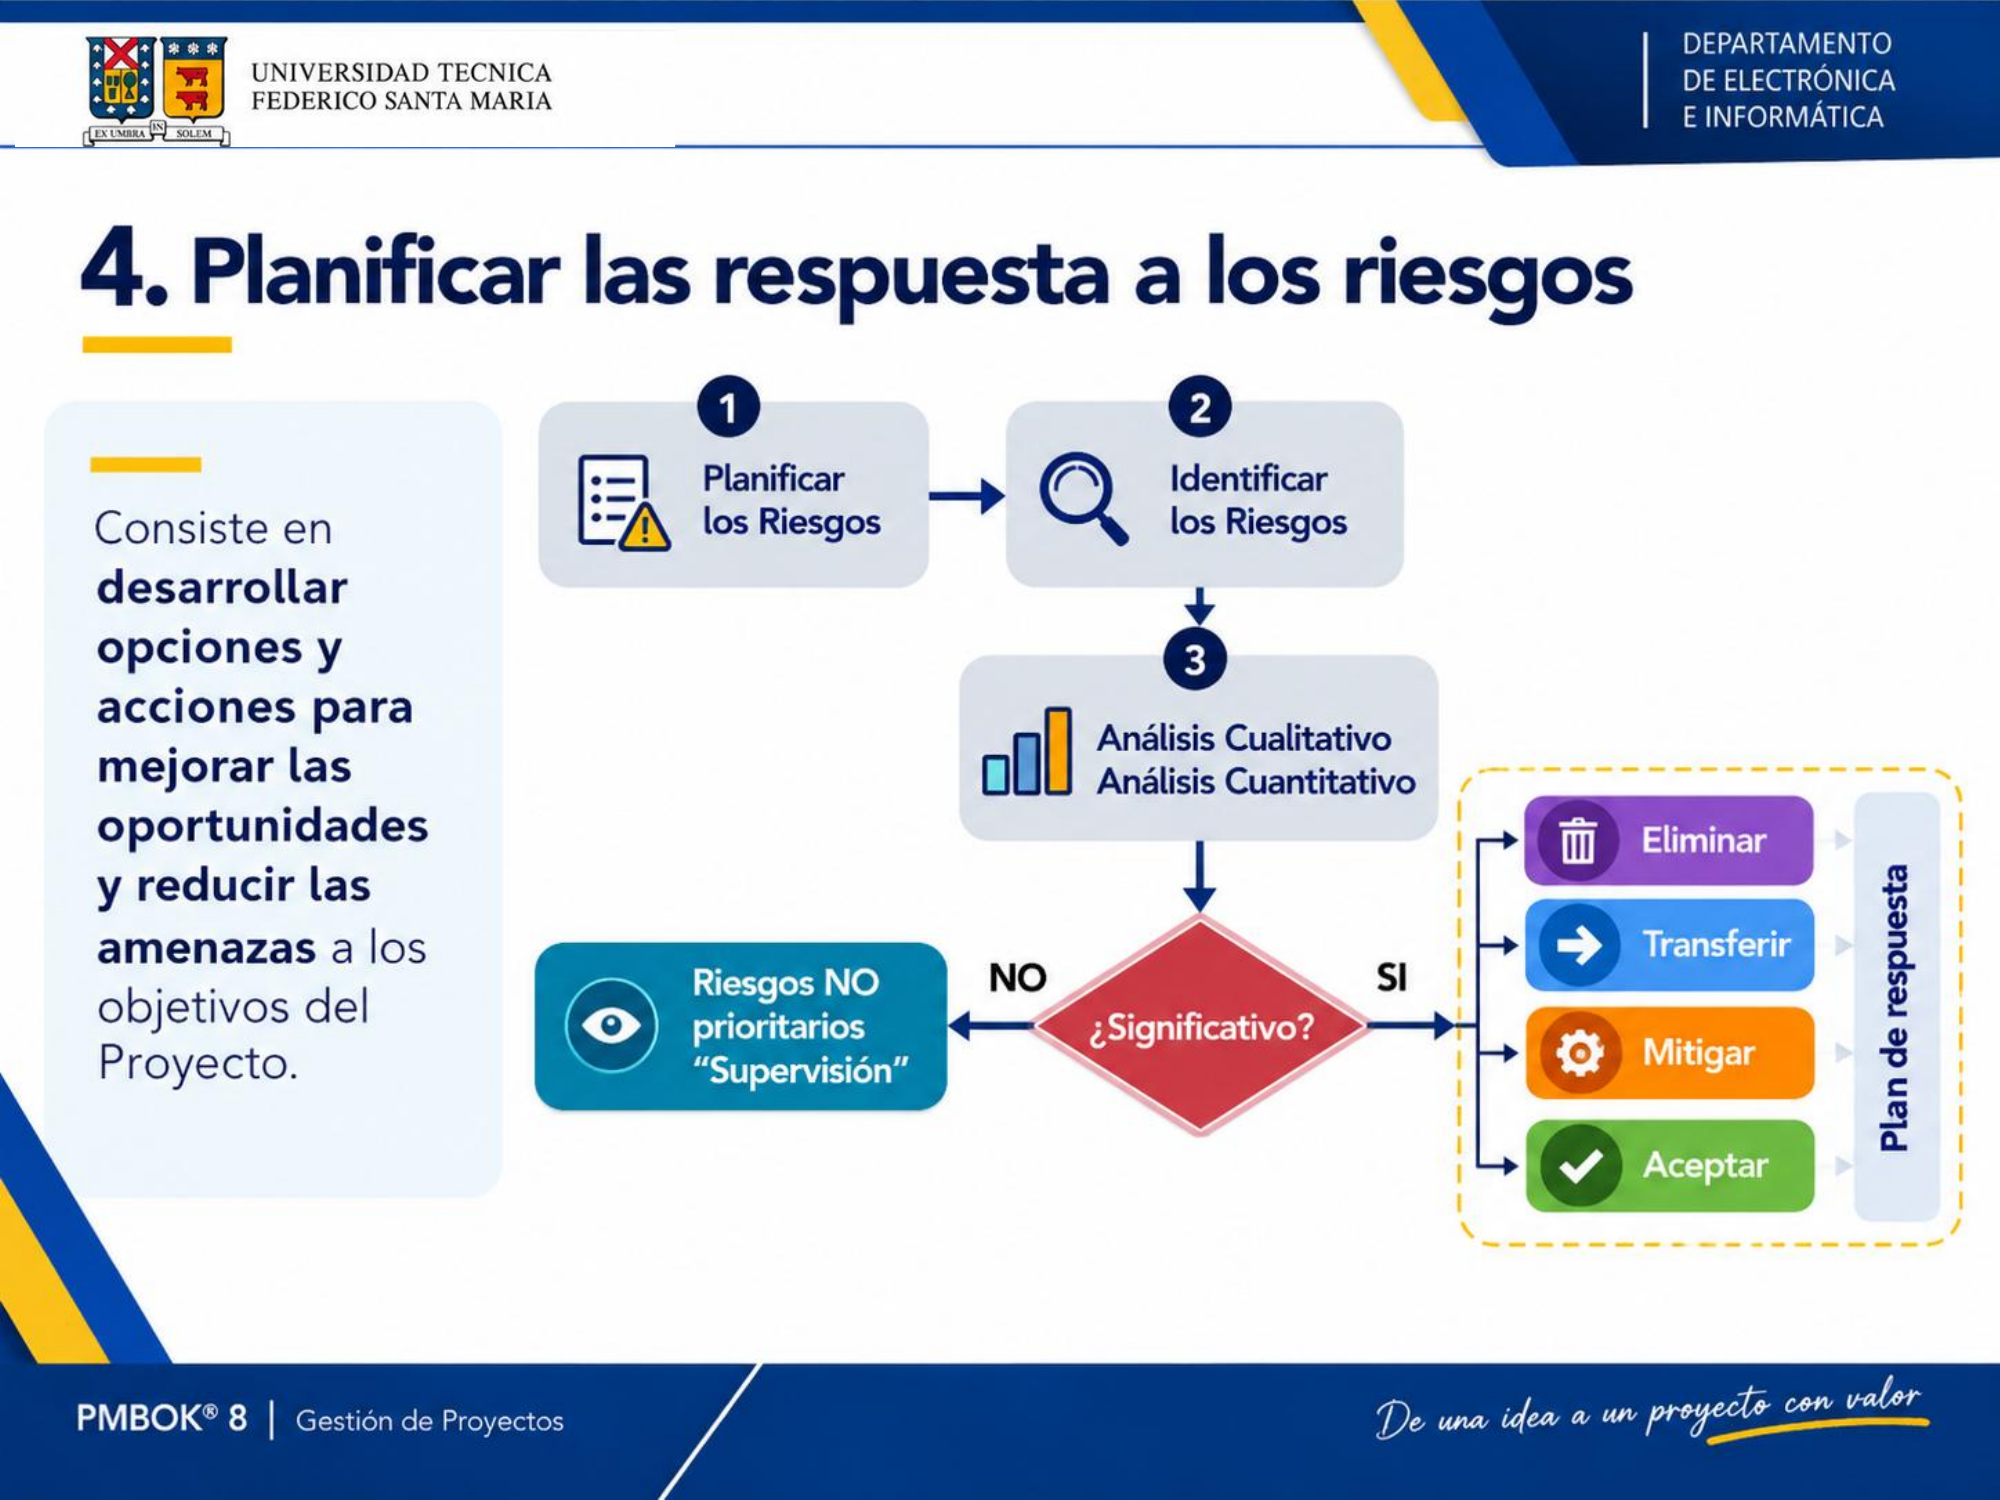 UNIVERSIDAD TECNICA
FEDERICO SANTA MARIA
EX UMBRA IN SOLEM
DEPARTAMENTO
DE ELECTRÓNICA
E INFORMÁTICA
4. Planificar las respuesta a los riesgos
Consiste en
desarrollar
opciones y
acciones para
mejorar las
oportunidades
y reducir las
amenazas a los
objetivos del
Proyecto.
1
Planificar
los Riesgos
2
Identificar
los Riesgos
3
Análisis Cualitativo
Análisis Cuantitativo
¿Significativo?
NO
Riesgos NO
prioritarios
“Supervisión”
SI
Eliminar
Transferir
Mitigar
Aceptar
Plan de respuesta
PMBOK® 8 | Gestión de Proyectos
De una idea a un proyecto con valor